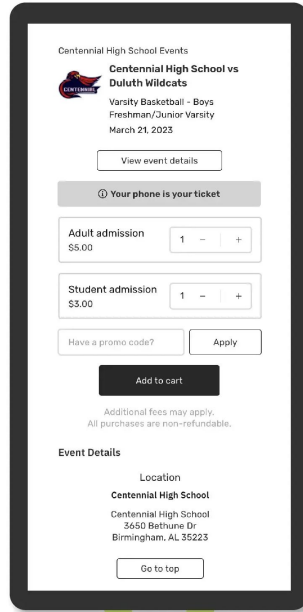 Centennial High School Events
Centennial High School vs
Duluth Wildcats
CENTENNIAL
Varsity Basketball - Boys
Freshman/Junior Varsity
March 21, 2023
View event details
Your phone is your ticket
Adult admission
$5.00
1 - +
Student admission
$3.00
1 - +
Have a promo code? Apply
Add to cart
Additional fees may apply.
All purchases are non-refundable.
Event Details
Location
Centennial High School
Centennial High School
3650 Bethune Dr
Birmingham, AL 35223
Go to top